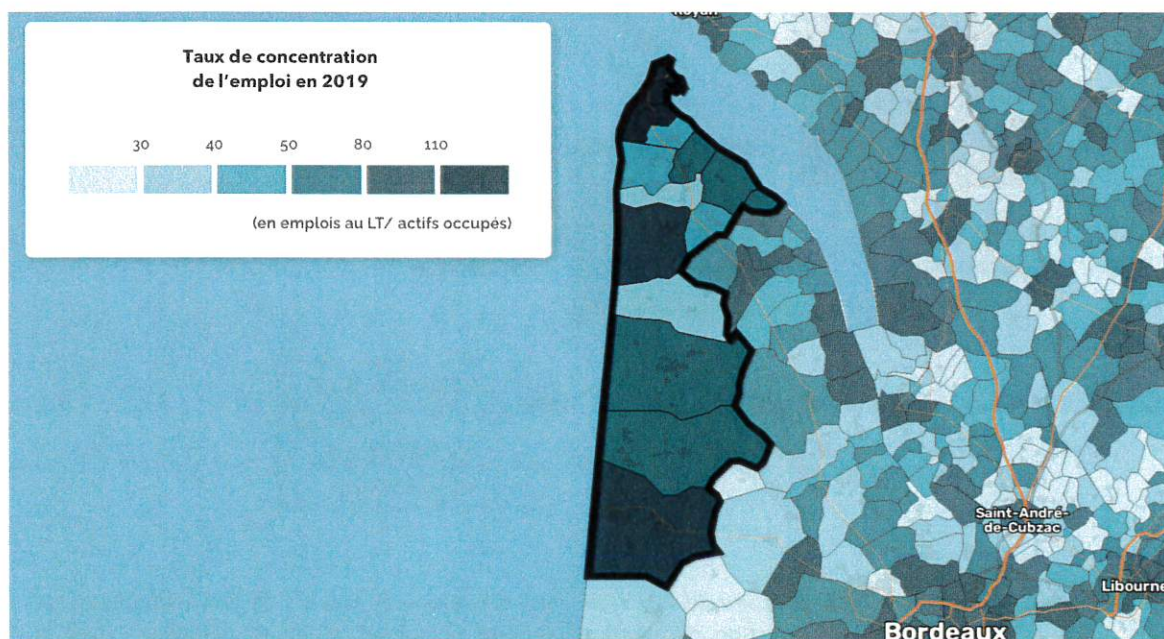 Royan
Taux de concentration
de l'emploi en 2019
30 40 50 80 110
(en emplois au LT/ actifs occupés)
Saint-André-
de-Cubzac
Libourne
Bordeaux